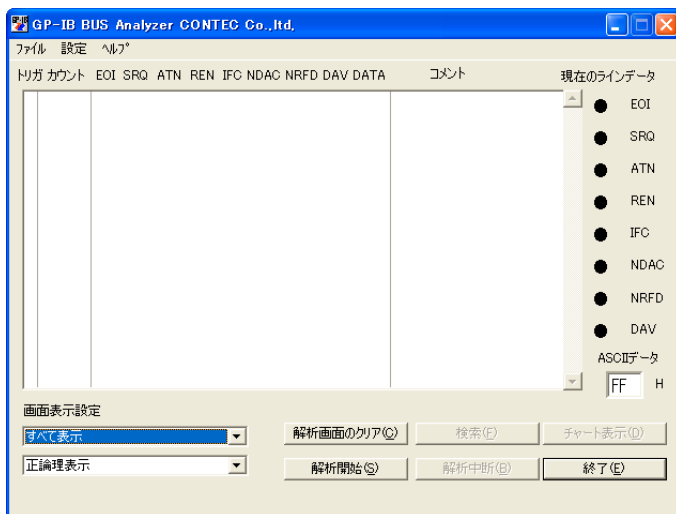 GP-IB BUS Analyzer CONTEC Co.,ltd,
ﾌｧｲﾙ 設定 ﾍﾙﾌﾟ
ﾄﾘｶﾞ ｶｳﾝﾄ EOI SRQ ATN REN IFC NDAC NRFD DAV DATA ｺﾒﾝﾄ 現在のラインデータ
EOI
SRQ
ATN
REN
IFC
NDAC
NRFD
DAV
ASCIIﾃﾞｰﾀ
FF H
画面表示設定
すべて表示
正論理表示
解析画面のｸﾘｱ(C) 検索(F) ﾁｬｰﾄ表示(D)
解析開始(S) 解析中断(B) 終了(E)